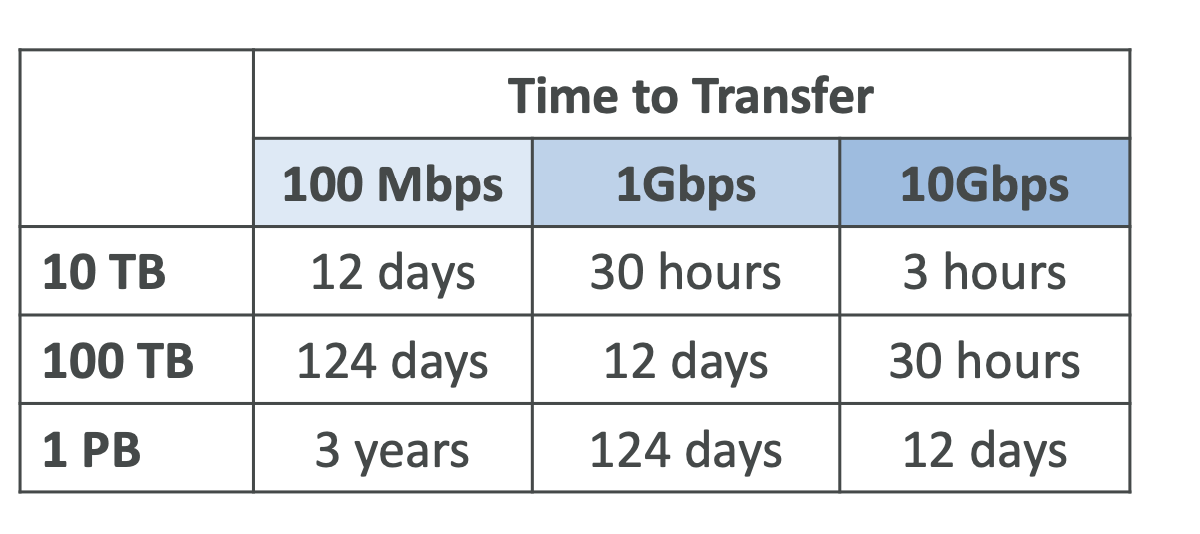 Time to Transfer
100 Mbps 1Gbps 10Gbps
10 TB 12 days 30 hours 3 hours
100 TB 124 days 12 days 30 hours
1 PB 3 years 124 days 12 days